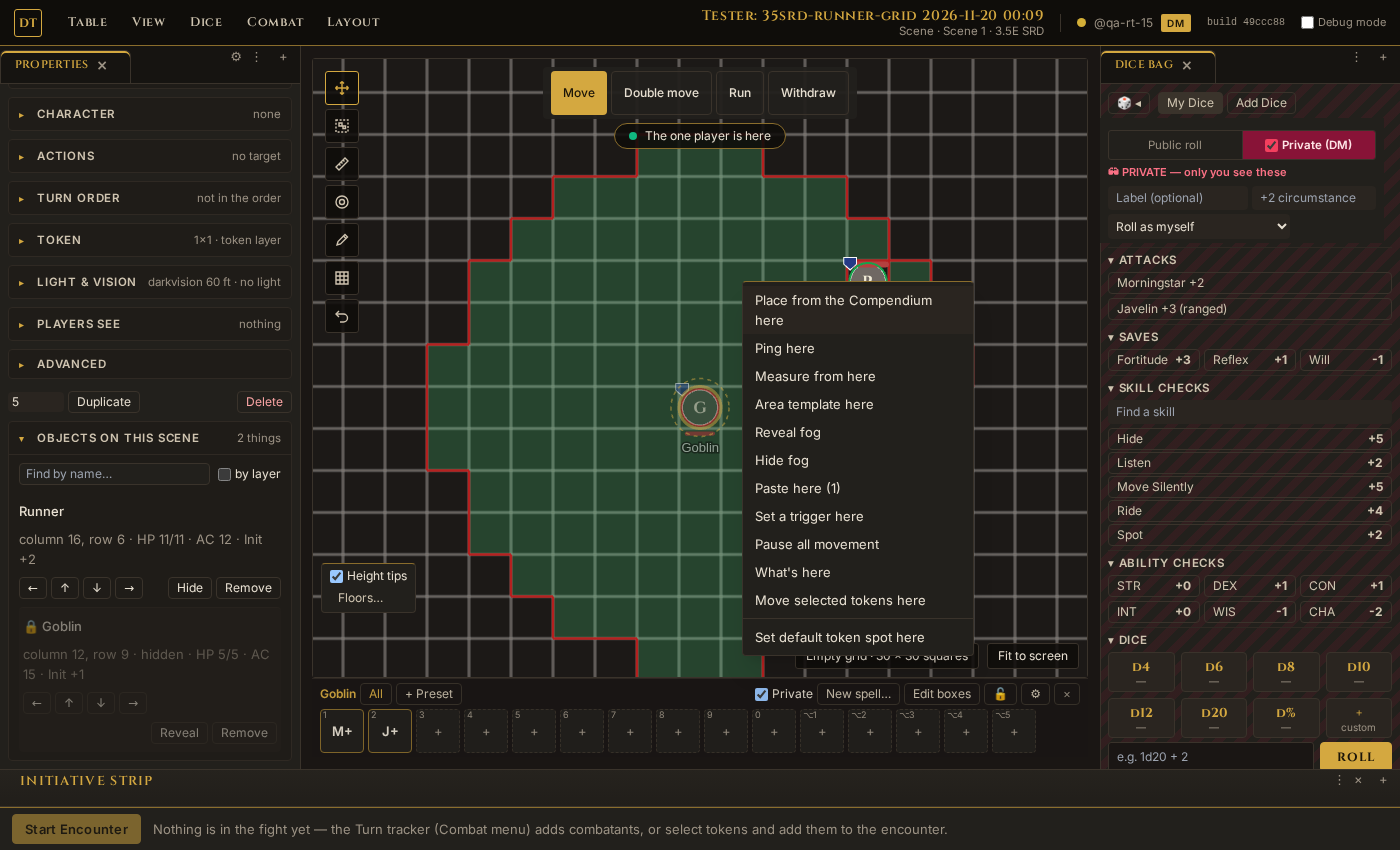 DT
Table
View
Dice
Combat
Layout
Tester: 35srd-runner-grid 2026-11-20 00:09
Scene · Scene 1 · 3.5E SRD
@qa-rt-15
DM
build 49ccc88
Debug mode
Properties
CHARACTER
none
ACTIONS
no target
TURN ORDER
not in the order
TOKEN
1×1 · token layer
LIGHT & VISION
darkvision 60 ft · no light
PLAYERS SEE
nothing
ADVANCED
5
Duplicate
Delete
OBJECTS ON THIS SCENE
2 things
Find by name...
by layer
Runner
column 16, row 6 · HP 11/11 · AC 12 · Init
+2
← ↑ ↓ →
Hide
Remove
Goblin
column 12, row 9 · hidden · HP 5/5 · AC
15 · Init +1
← ↑ ↓ →
Reveal
Remove
Move
Double move
Run
Withdraw
The one player is here
G
Goblin
Place from the Compendium
here
Ping here
Measure from here
Area template here
Reveal fog
Hide fog
Paste here (1)
Set a trigger here
Pause all movement
What's here
Move selected tokens here
Set default token spot here
Height tips
Floors...
Empty grid · 30 × 30 squares
Fit to screen
Goblin
All
+ Preset
Private
New spell...
Edit boxes
1 M+
2 J+
3 +
4 +
5 +
6 +
7 +
8 +
9 +
0 +
⌥1 +
⌥2 +
⌥3 +
⌥4 +
⌥5 +
Dice Bag
My Dice
Add Dice
Public roll
Private (DM)
PRIVATE — only you see these
Label (optional)
+2 circumstance
Roll as myself
ATTACKS
Morningstar +2
Javelin +3 (ranged)
SAVES
Fortitude +3
Reflex +1
Will -1
SKILL CHECKS
Find a skill
Hide +5
Listen +2
Move Silently +5
Ride +4
Spot +2
ABILITY CHECKS
STR +0
DEX +1
CON +1
INT +0
WIS -1
CHA -2
DICE
D4 —
D6 —
D8 —
D10 —
D12 —
D20 —
D% —
+ custom
e.g. 1d20 + 2
ROLL
Initiative Strip
Start Encounter
Nothing is in the fight yet — the Turn tracker (Combat menu) adds combatants, or select tokens and add them to the encounter.